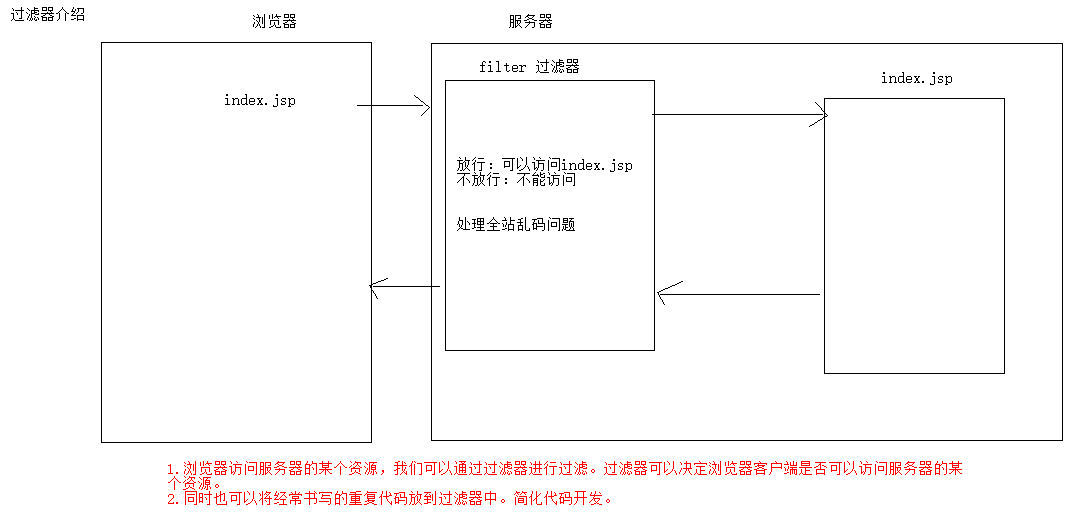 过滤器介绍
浏览器
服务器
filter 过滤器
index.jsp
index.jsp
放行：可以访问index.jsp
不放行：不能访问
处理全站乱码问题
1. 浏览器访问服务器的某个资源，我们可以通过过滤器进行过滤。过滤器可以决定浏览器客户端是否可以访问服务器的某
个资源。
2. 同时也可以将经常书写的重复代码放到过滤器中。简化代码开发。